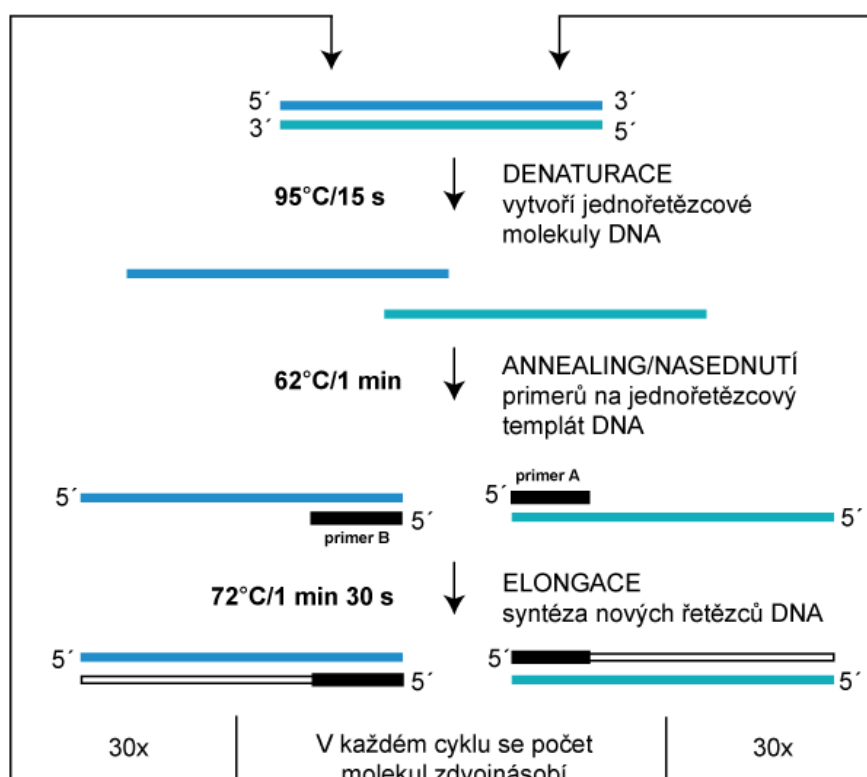 5´ 3´
3´ 5´
95°C/15 s
DENATURACE
vytvoří jednořetězcové
molekuly DNA
62°C/1 min
ANNEALING/NASEDNUTÍ
primerů na jednořetězcový
templát DNA
5´
primer B
5´
primer A
5´
5´
72°C/1 min 30 s
ELONGACE
syntéza nových řetězců DNA
5´
5´
5´
5´
30x
V každém cyklu se počet
molekul zdvojnásobí
30x